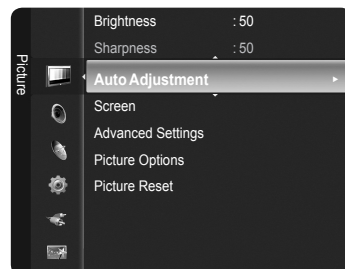 Picture
Brightness : 50
Sharpness : 50
Auto Adjustment
Screen
Advanced Settings
Picture Options
Picture Reset